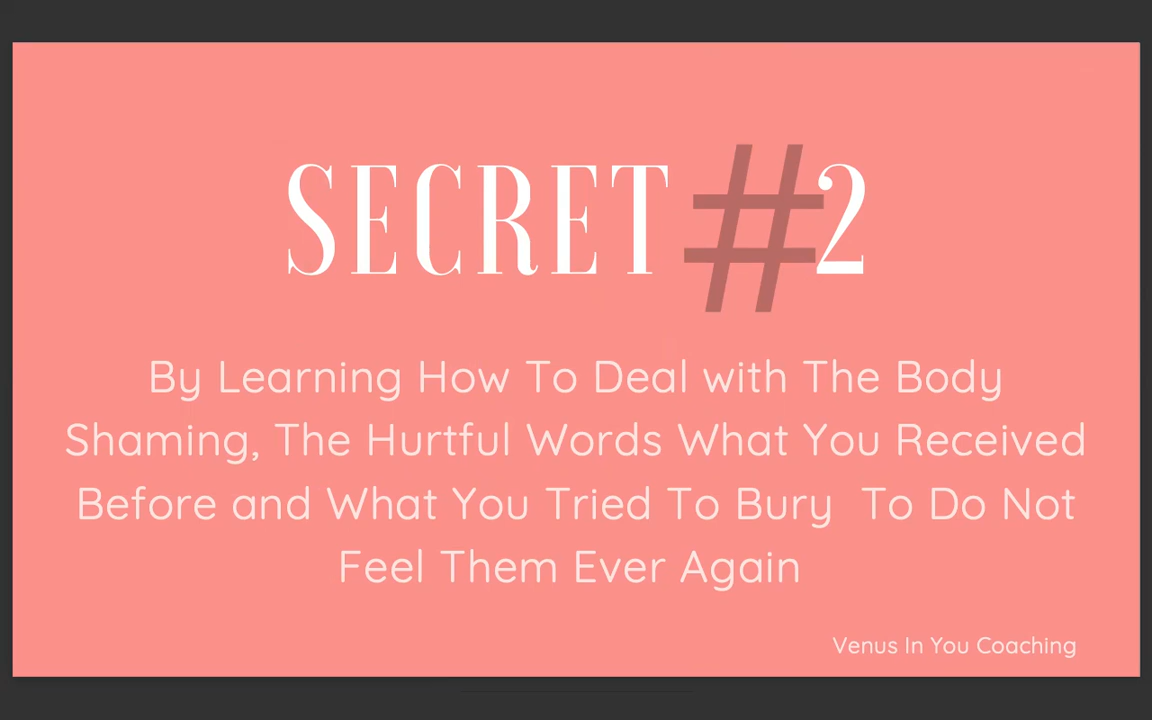 SECRET #2
By Learning How To Deal with The Body
Shaming, The Hurtful Words What You Received
Before and What You Tried To Bury  To Do Not
Feel Them Ever Again
Venus In You Coaching